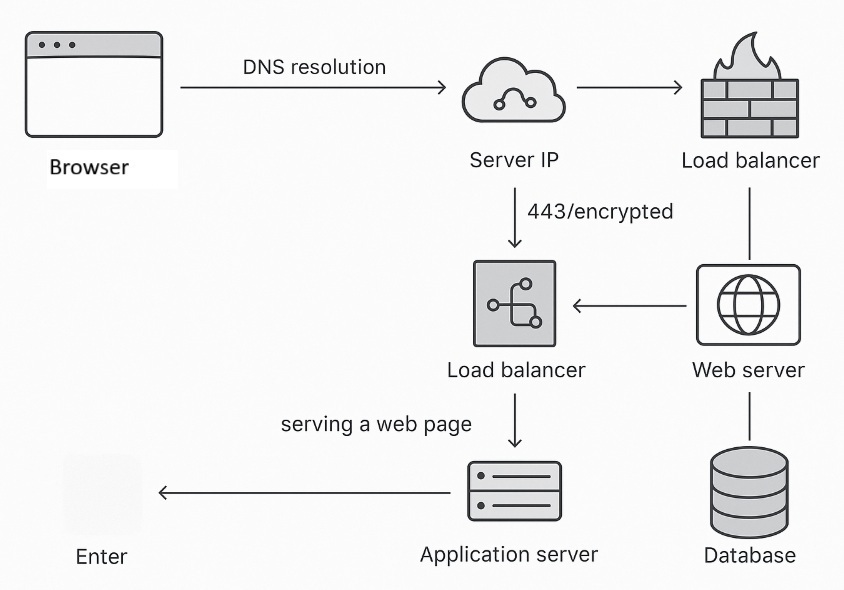 DNS resolution
Browser
Server IP
Load balancer
443/encrypted
Load balancer
Web server
serving a web page
Enter
Application server
Database